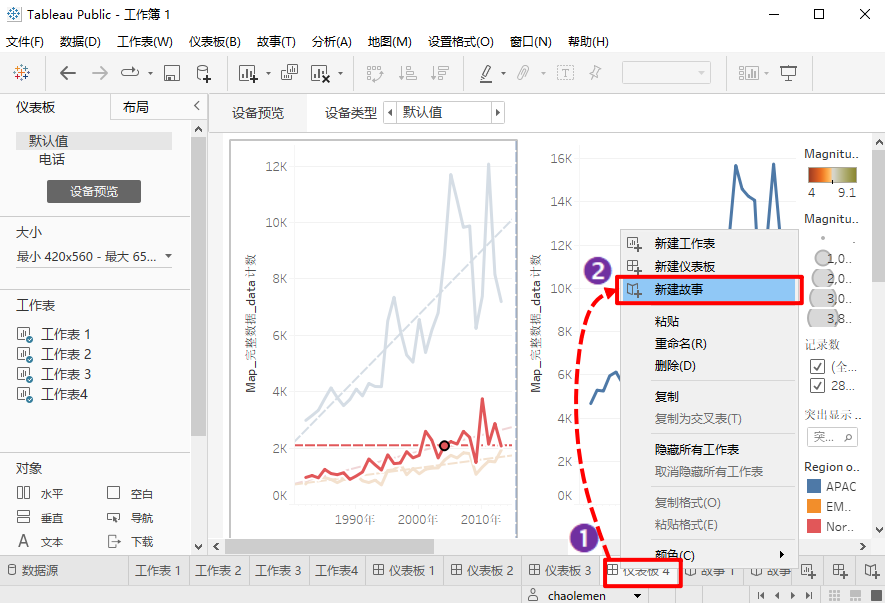 Tableau Public - 工作簿 1
文件(F) 数据(D) 工作表(W) 仪表板(B) 故事(T) 分析(A) 地图(M) 设置格式(O) 窗口(N) 帮助(H)
仪表板 布局
默认值
电话
设备预览
大小
最小 420x560 - 最大 65...
工作表
工作表 1
工作表 2
工作表 3
工作表4
对象
水平 空白
垂直 导航
文本 下载
设备预览 设备类型 默认值
12K
10K
8K
6K
4K
2K
0K
Map_完整数据_data 计数
1990年 2000年 2010年
16K
14K
12K
10K
8K
6K
4K
2K
0K
Map_完整数据_data 计数
新建工作表
新建仪表板
新建故事
粘贴
重命名(R)
删除(D)
复制
复制为交叉表(T)
隐藏所有工作表
取消隐藏所有工作表
复制格式(O)
粘贴格式(E)
颜色(C)
2
1
Magnitu..
4 9.1
Magnitu..
1,0..
2,0..
3,0..
3,8..
记录数
(全...
28...
突出显示 ..
突...
Region o..
APAC
EM..
Nor..
数据源 工作表 1 工作表 2 工作表 3 工作表4 仪表板 1 仪表板 2 仪表板 3 仪表板 4 故事 1 故事
chaolemen